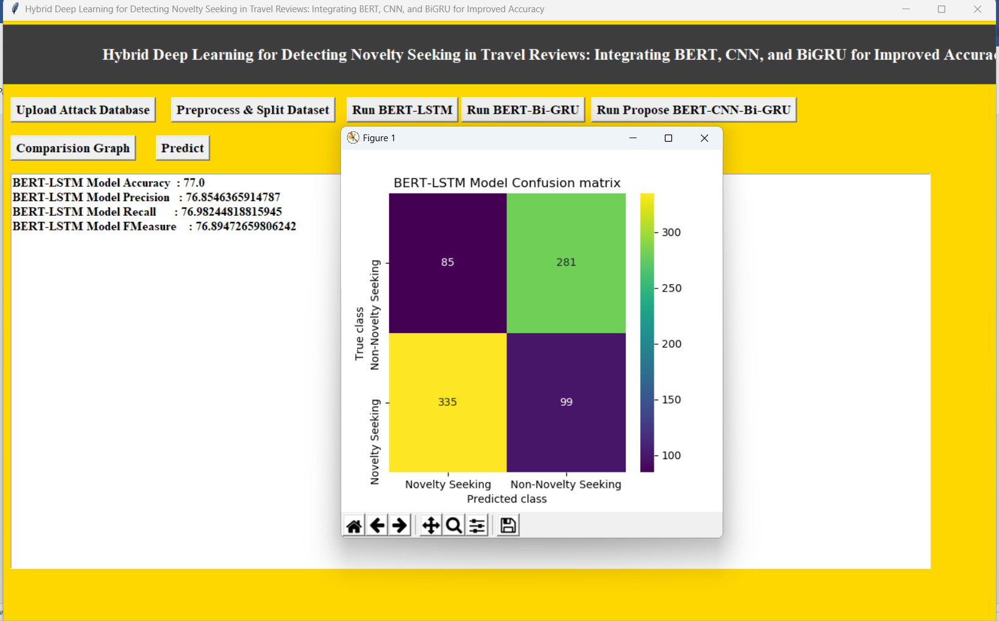 Hybrid Deep Learning for Detecting Novelty Seeking in Travel Reviews: Integrating BERT, CNN, and BiGRU for Improved Accuracy
Hybrid Deep Learning for Detecting Novelty Seeking in Travel Reviews: Integrating BERT, CNN, and BiGRU for Improved Accura
Upload Attack Database
Preprocess & Split Dataset
Run BERT-LSTM
Run BERT-Bi-GRU
Run Propose BERT-CNN-Bi-GRU
Comparision Graph
Predict
BERT-LSTM Model Accuracy : 77.0
BERT-LSTM Model Precision : 76.8546365914787
BERT-LSTM Model Recall : 76.98244818815945
BERT-LSTM Model FMeasure : 76.89472659806242
Figure 1
BERT-LSTM Model Confusion matrix
True class
Non-Novelty Seeking
Novelty Seeking
85
281
335
99
300
250
200
150
100
Novelty Seeking
Non-Novelty Seeking
Predicted class